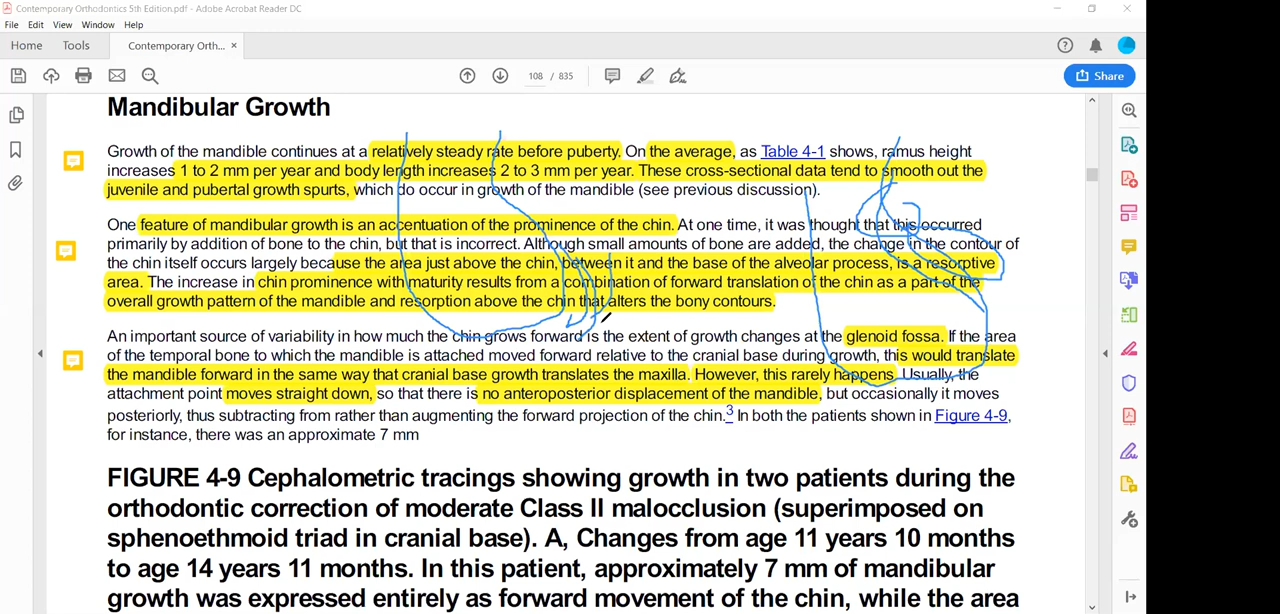 Contemporary Orthodontics 5th Edition.pdf - Adobe Acrobat Reader DC
File Edit View Window Help
Home Tools Contemporary Orth... ×
108 / 835
Share
Mandibular Growth
Growth of the mandible continues at a relatively steady rate before puberty. On the average, as Table 4-1 shows, ramus height
increases 1 to 2 mm per year and body length increases 2 to 3 mm per year. These cross-sectional data tend to smooth out the
juvenile and pubertal growth spurts, which do occur in growth of the mandible (see previous discussion).
One feature of mandibular growth is an accentuation of the prominence of the chin. At one time, it was thought that this occurred
primarily by addition of bone to the chin, but that is incorrect. Although small amounts of bone are added, the change in the contour of
the chin itself occurs largely because the area just above the chin, between it and the base of the alveolar process, is a resorptive
area. The increase in chin prominence with maturity results from a combination of forward translation of the chin as a part of the
overall growth pattern of the mandible and resorption above the chin that alters the bony contours.
An important source of variability in how much the chin grows forward is the extent of growth changes at the glenoid fossa. If the area
of the temporal bone to which the mandible is attached moved forward relative to the cranial base during growth, this would translate
the mandible forward in the same way that cranial base growth translates the maxilla. However, this rarely happens. Usually, the
attachment point moves straight down, so that there is no anteroposterior displacement of the mandible, but occasionally it moves
posteriorly, thus subtracting from rather than augmenting the forward projection of the chin.3 In both the patients shown in Figure 4-9,
for instance, there was an approximate 7 mm
FIGURE 4-9 Cephalometric tracings showing growth in two patients during the
orthodontic correction of moderate Class II malocclusion (superimposed on
sphenoethmoid triad in cranial base). A, Changes from age 11 years 10 months
to age 14 years 11 months. In this patient, approximately 7 mm of mandibular
growth was expressed entirely as forward movement of the chin, while the area